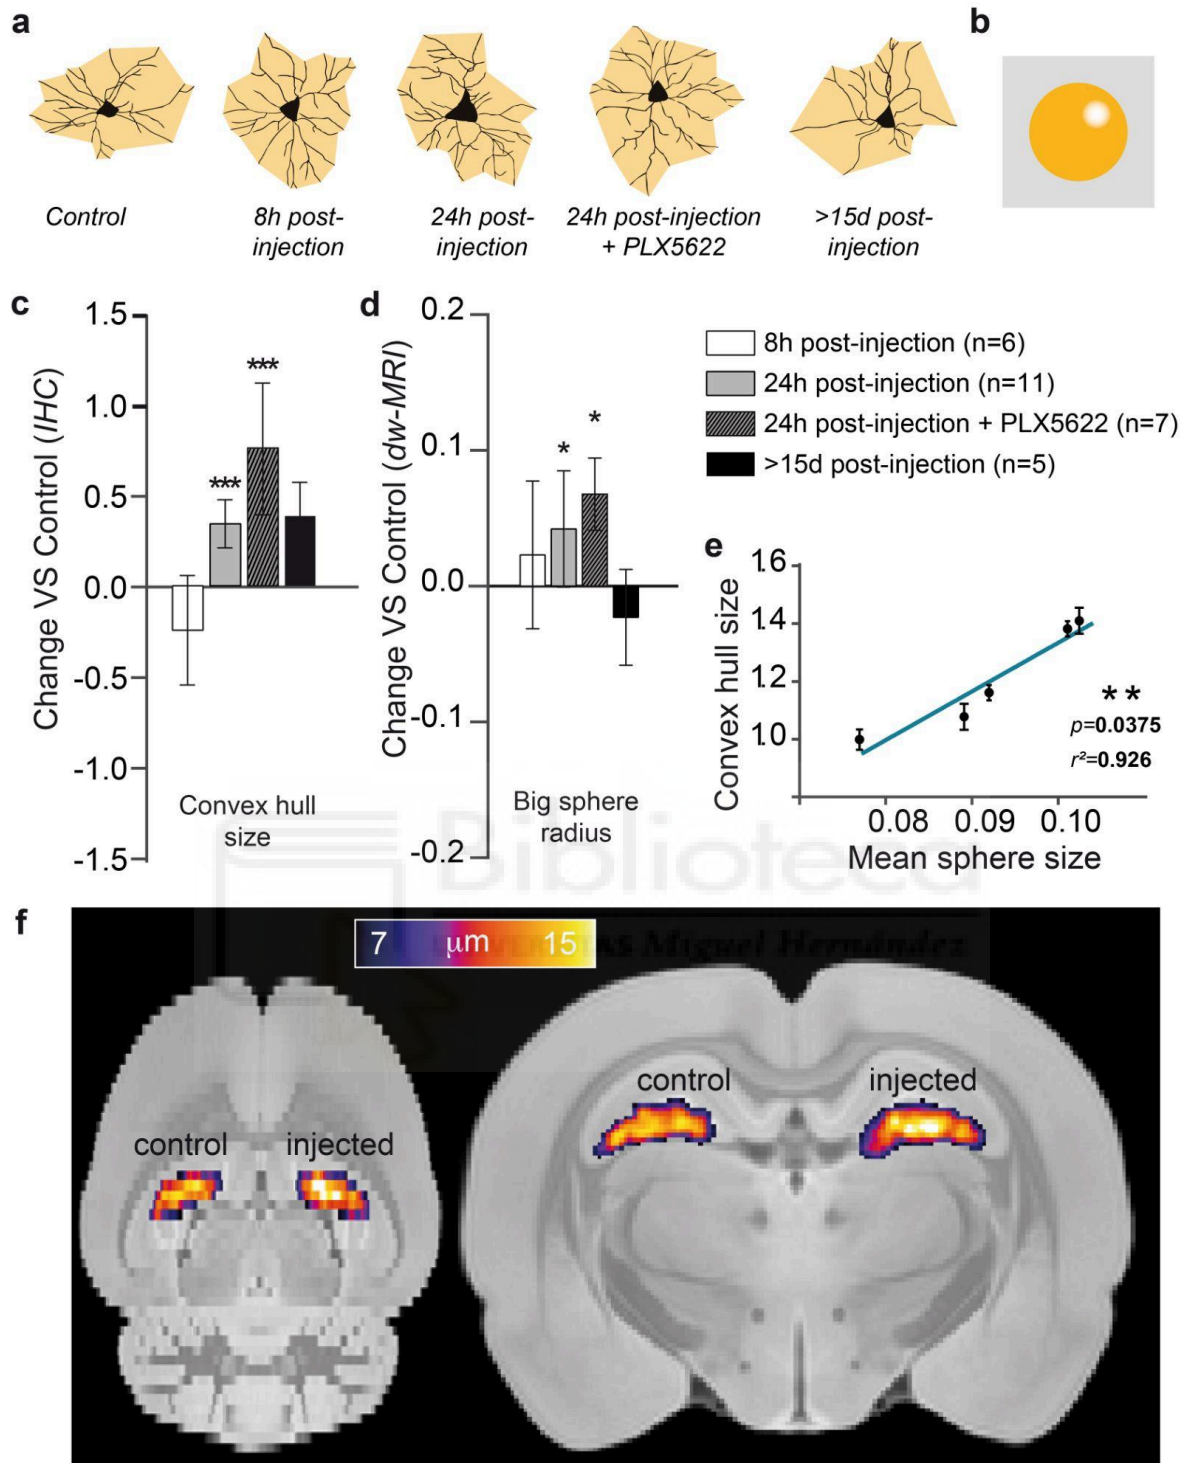 a
b
Control
8h post-
injection
24h post-
injection
24h post-injection
+ PLX5622
>15d post-
injection
c
Change VS Control (IHC)
1.5
1.0
0.5
0.0
-0.5
-1.0
-1.5
***
***
Convex hull
size
d
Change VS Control (dw-MRI)
0.2
0.1
0.0
-0.1
-0.2
*
*
Big sphere
radius
8h post-injection (n=6)
24h post-injection (n=11)
24h post-injection + PLX5622 (n=7)
>15d post-injection (n=5)
e
Convex hull size
1.6
1.4
1.2
1.0
**
p=0.0375
r²=0.926
0.08 0.09 0.10
Mean sphere size
Biblioteca
UNIVERSITAS Miguel Hernández
f
7 µm 15
control injected
control injected